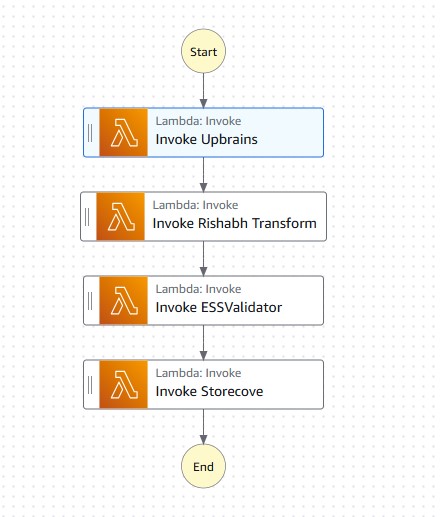 Start
Lambda: Invoke
Invoke Upbrains
Lambda: Invoke
Invoke Rishabh Transform
Lambda: Invoke
Invoke ESSValidator
Lambda: Invoke
Invoke Storecove
End